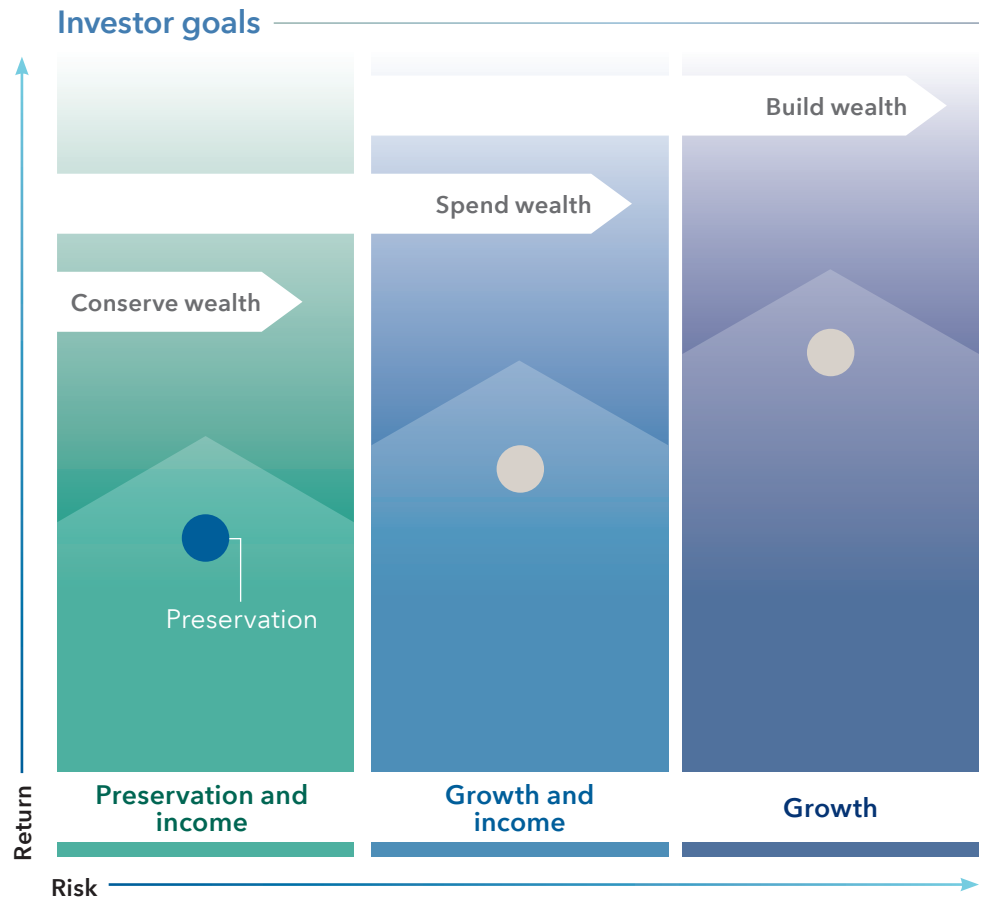 Investor goals
Build wealth
Spend wealth
Conserve wealth
Preservation
Preservation and
income
Growth and
income
Growth
Return
Risk